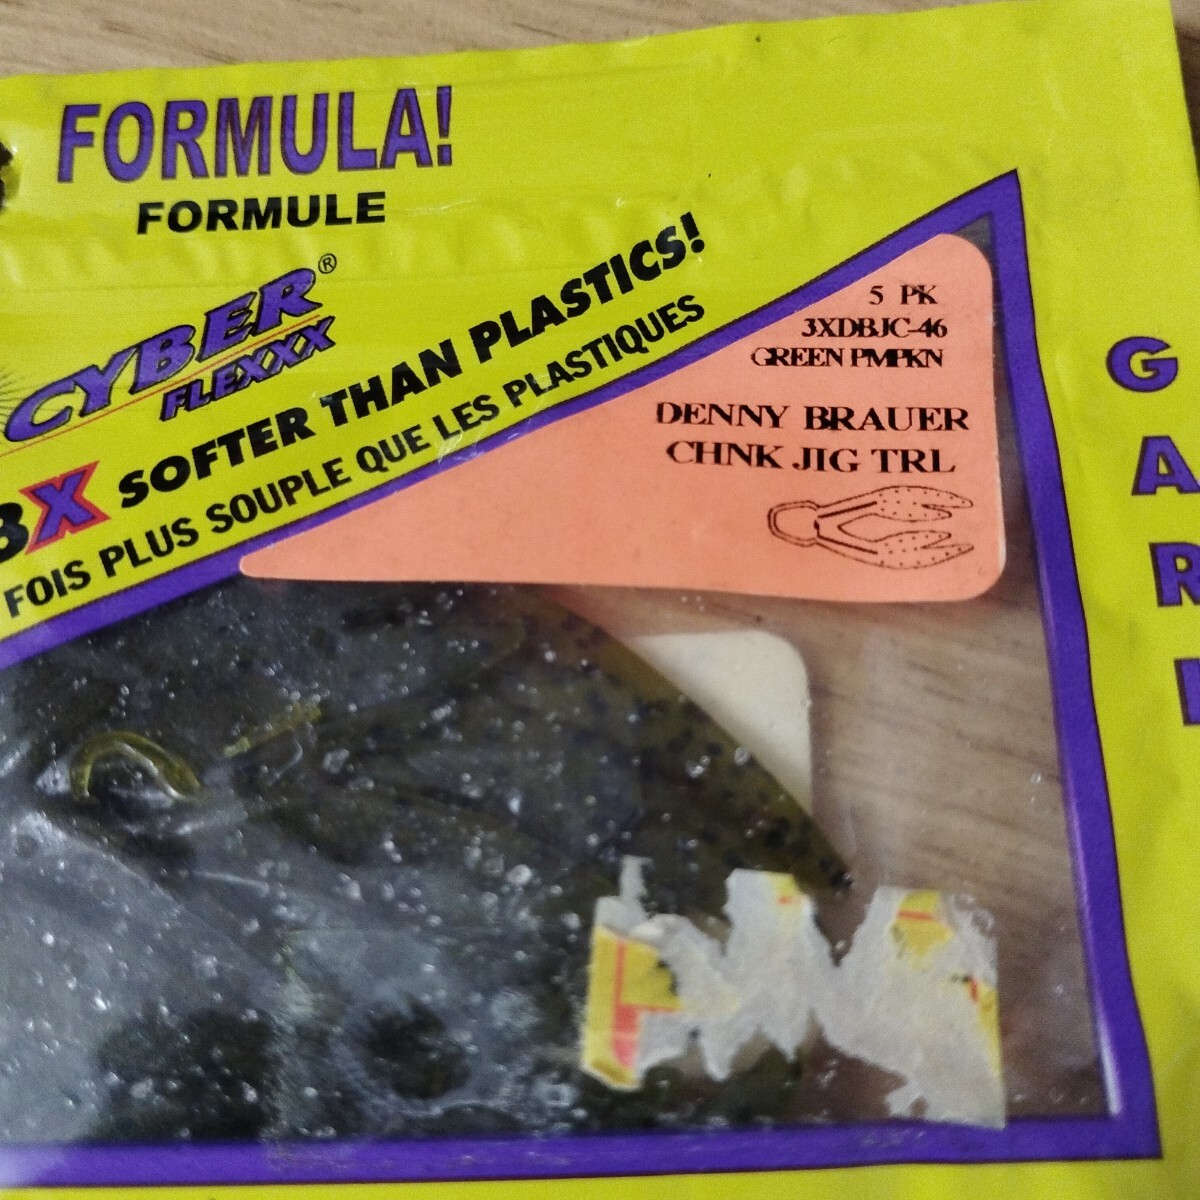 FORMULA!
FORMULE
CYBER®
FLEXXX
3X SOFTER THAN PLASTICS!
FOIS PLUS SOUPLE QUE LES PLASTIQUES
5 PK
3XDBJC-46
GREEN PMPKN
DENNY BRAUER
CHNK JIG TRL
GARL